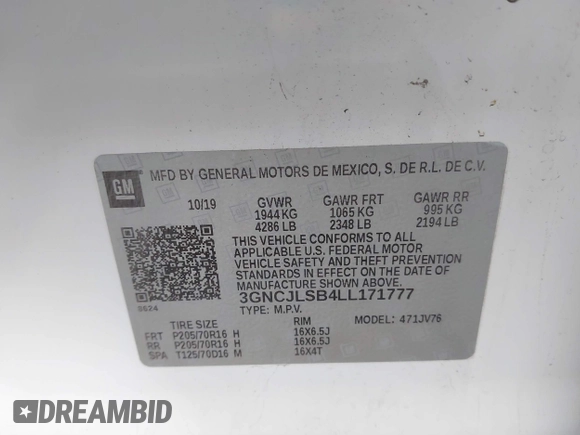 GM
MFD BY GENERAL MOTORS DE MEXICO, S. DE R.L. DE C.V.
10/19 GVWR GAWR FRT GAWR RR
1944 KG 1065 KG 995 KG
4286 LB 2348 LB 2194 LB
THIS VEHICLE CONFORMS TO ALL
APPLICABLE U.S. FEDERAL MOTOR
VEHICLE SAFETY AND THEFT PREVENTION
STANDARDS IN EFFECT ON THE DATE OF
MANUFACTURE SHOWN ABOVE.
3GNCJLSB4LL171777
TYPE: M.P.V.
0624
TIRE SIZE RIM MODEL: 471JV76
FRT P205/70R16 H 16X6.5J
RR P205/70R16 H 16X6.5J
SPA T125/70D16 M 16X4T
DREAMBID